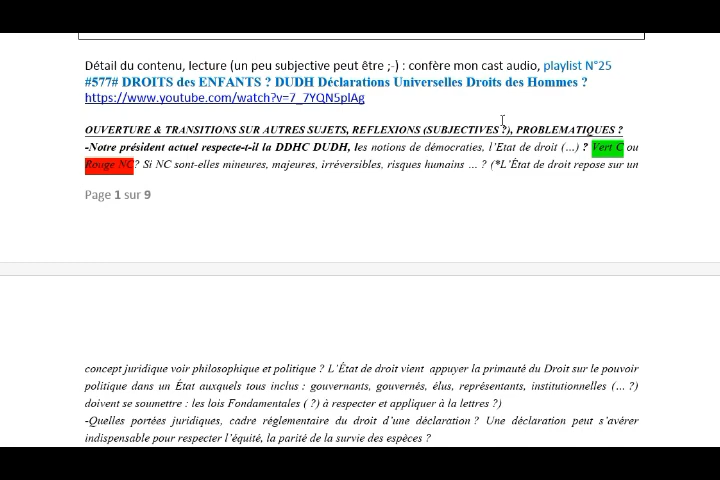 Détail du contenu, lecture (un peu subjective peut être ;-) : confère mon cast audio, playlist N°25
#577# DROITS des ENFANTS ? DUDH Déclarations Universelles Droits des Hommes ?
https://www.youtube.com/watch?v=7_7YQN5plAg
OUVERTURE & TRANSITIONS SUR AUTRES SUJETS, REFLEXIONS (SUBJECTIVES ?), PROBLEMATIQUES ?
-Notre président actuel respecte-t-il la DDHC DUDH, les notions de démocraties, l'Etat de droit (...) ? Vert C ou
Rouge NC? Si NC sont-elles mineures, majeures, irréversibles, risques humains ... ? (*L'État de droit repose sur un
Page 1 sur 9
concept juridique voir philosophique et politique ? L'État de droit vient  appuyer la primauté du Droit sur le pouvoir
politique dans un État auxquels tous inclus : gouvernants, gouvernés, élus, représentants, institutionnelles (... ?)
doivent se soumettre : les lois Fondamentales ( ?) à respecter et appliquer à la lettres ?)
-Quelles portées juridiques, cadre réglementaire du droit d'une déclaration ? Une déclaration peut s'avérer
indispensable pour respecter l'équité, la parité de la survie des espèces ?